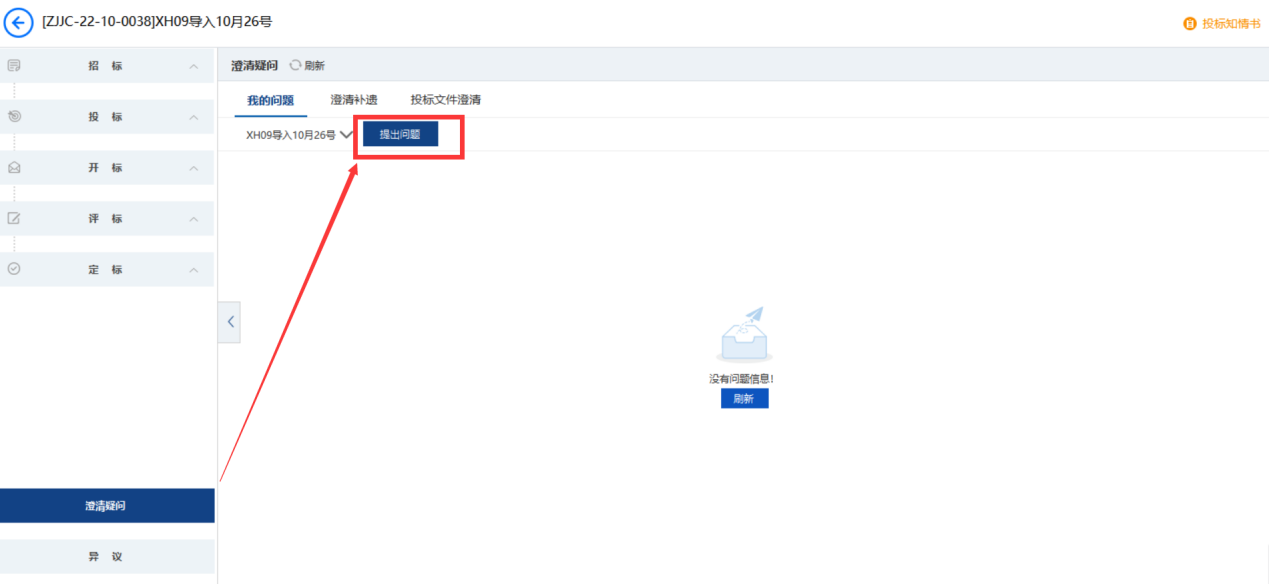 [ZJJC-22-10-0038]XH09导入10月26号
投标知情书
招 标
投 标
开 标
评 标
定 标
澄清疑问
异 议
澄清疑问 刷新
我的问题 澄清补遗 投标文件澄清
XH09导入10月26号 提出问题
没有问题信息!
刷新